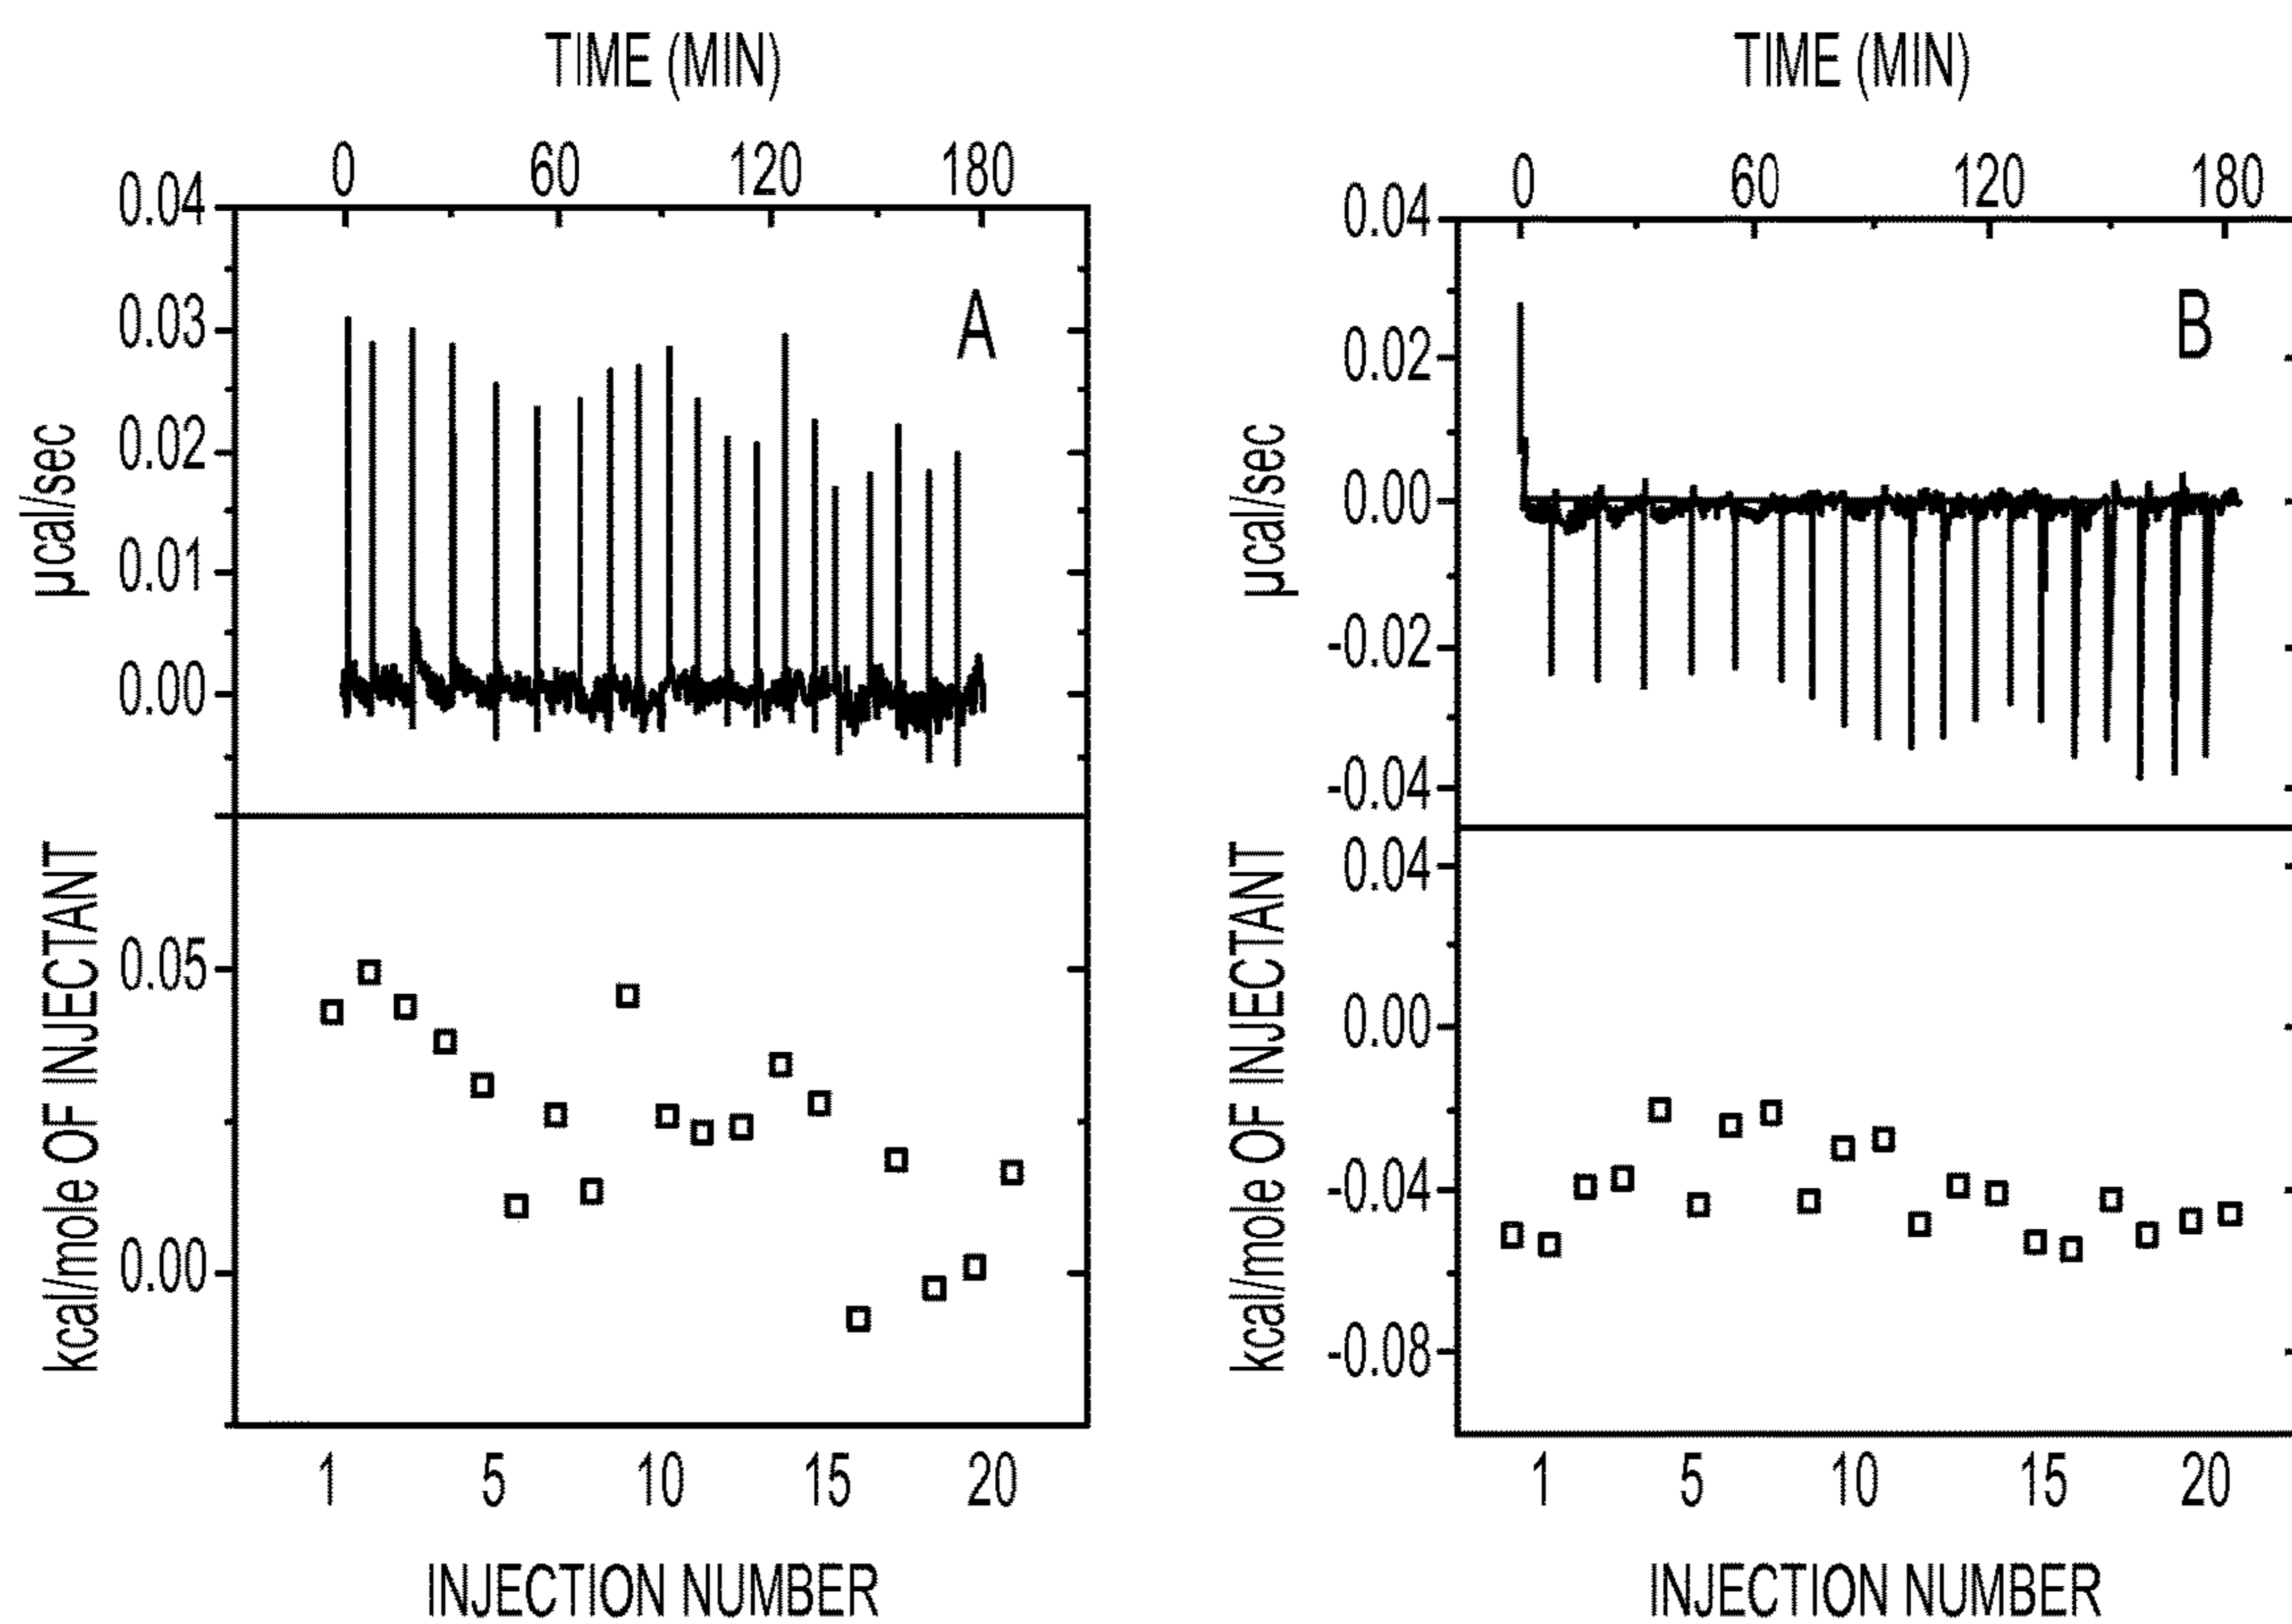 TIME (MIN)
0 60 120 180
0.04
0.03
0.02
0.01
0.00
µcal/sec
A
0.05
0.00
kcal/mole OF INJECTANT
1 5 10 15 20
INJECTION NUMBER
TIME (MIN)
0 60 120 180
0.04
0.02
0.00
-0.02
-0.04
µcal/sec
B
0.04
0.00
-0.04
-0.08
kcal/mole OF INJECTANT
1 5 10 15 20
INJECTION NUMBER